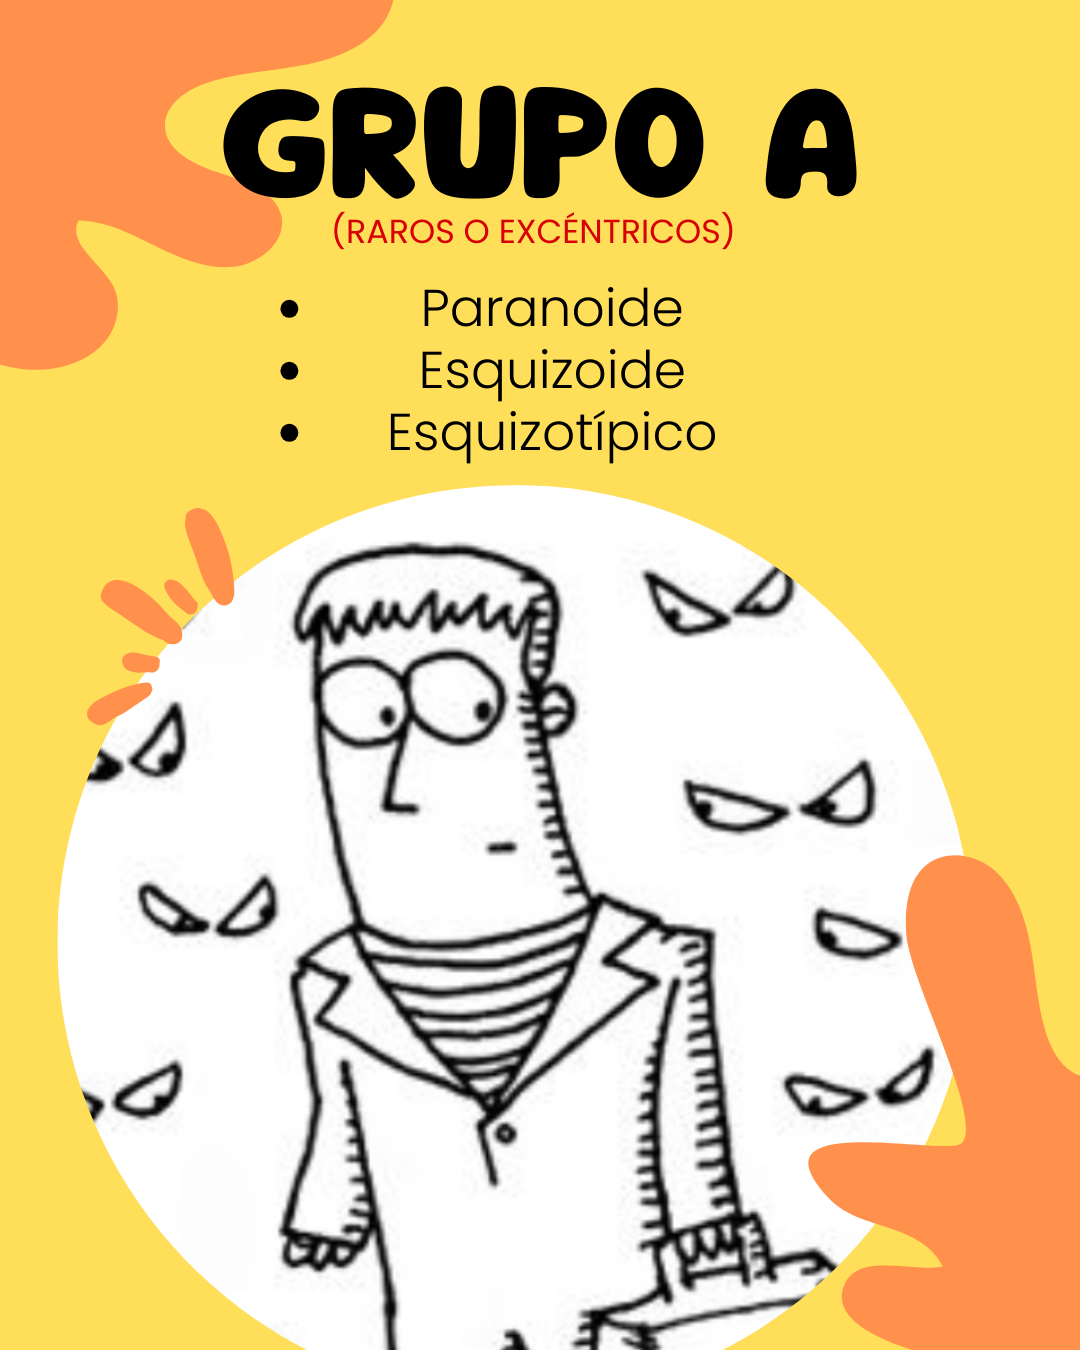 GRUPO A
(RAROS O EXCÉNTRICOS)
• Paranoide
• Esquizoide
• Esquizotípico